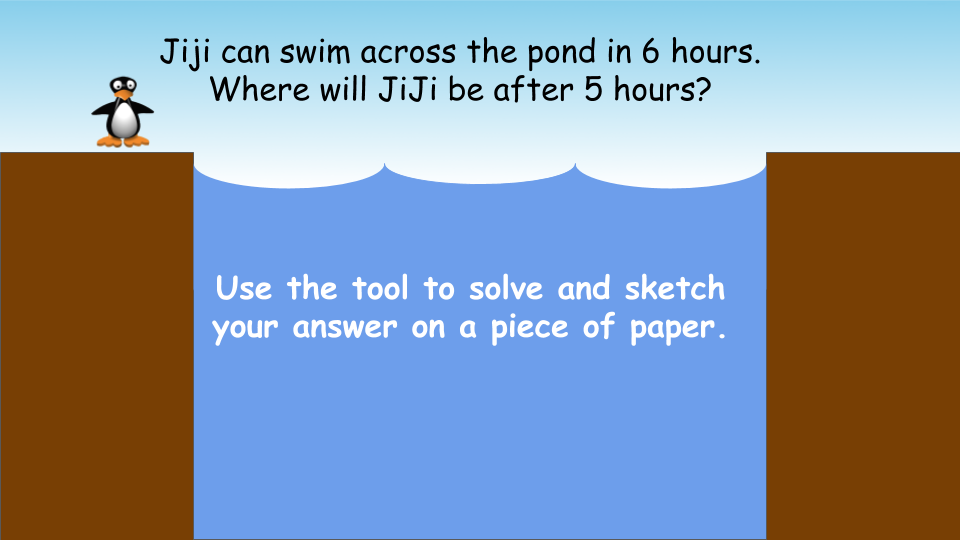 Jiji can swim across the pond in 6 hours.
Where will JiJi be after 5 hours?
Use the tool to solve and sketch
your answer on a piece of paper.